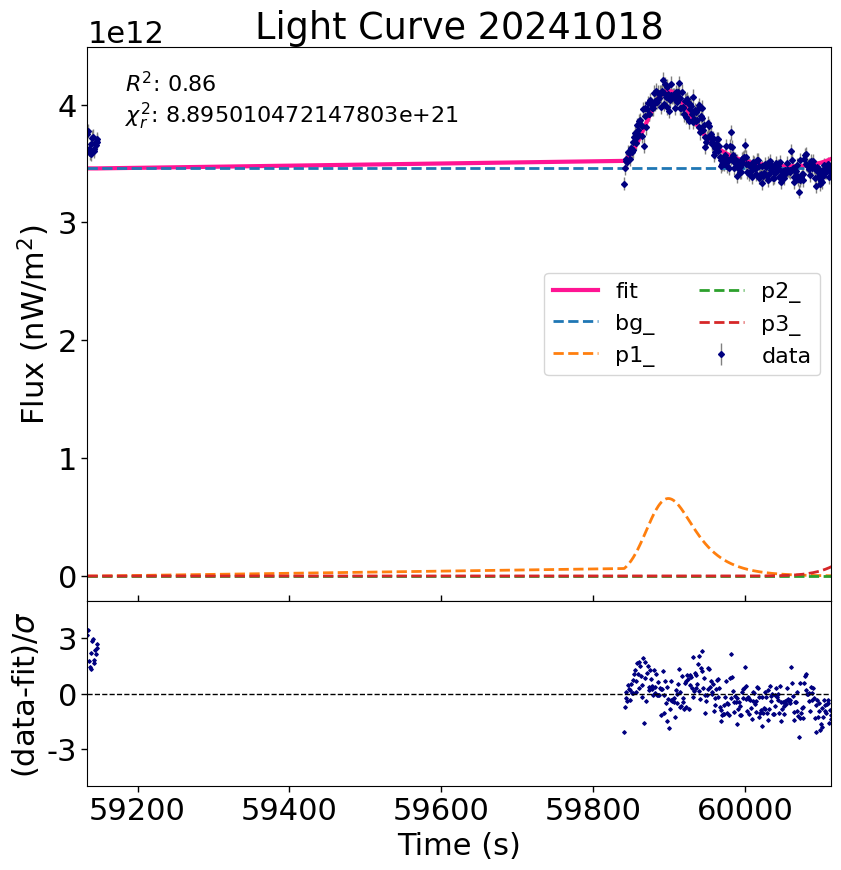 Light Curve 20241018
1e12
R²: 0.86
χ²ᵣ: 8.895010472147803e+21
4
3
2
1
0
Flux (nW/m²)
fit
bg_
p1_
p2_
p3_
data
3
0
-3
(data-fit)/σ
59200 59400 59600 59800 60000
Time (s)